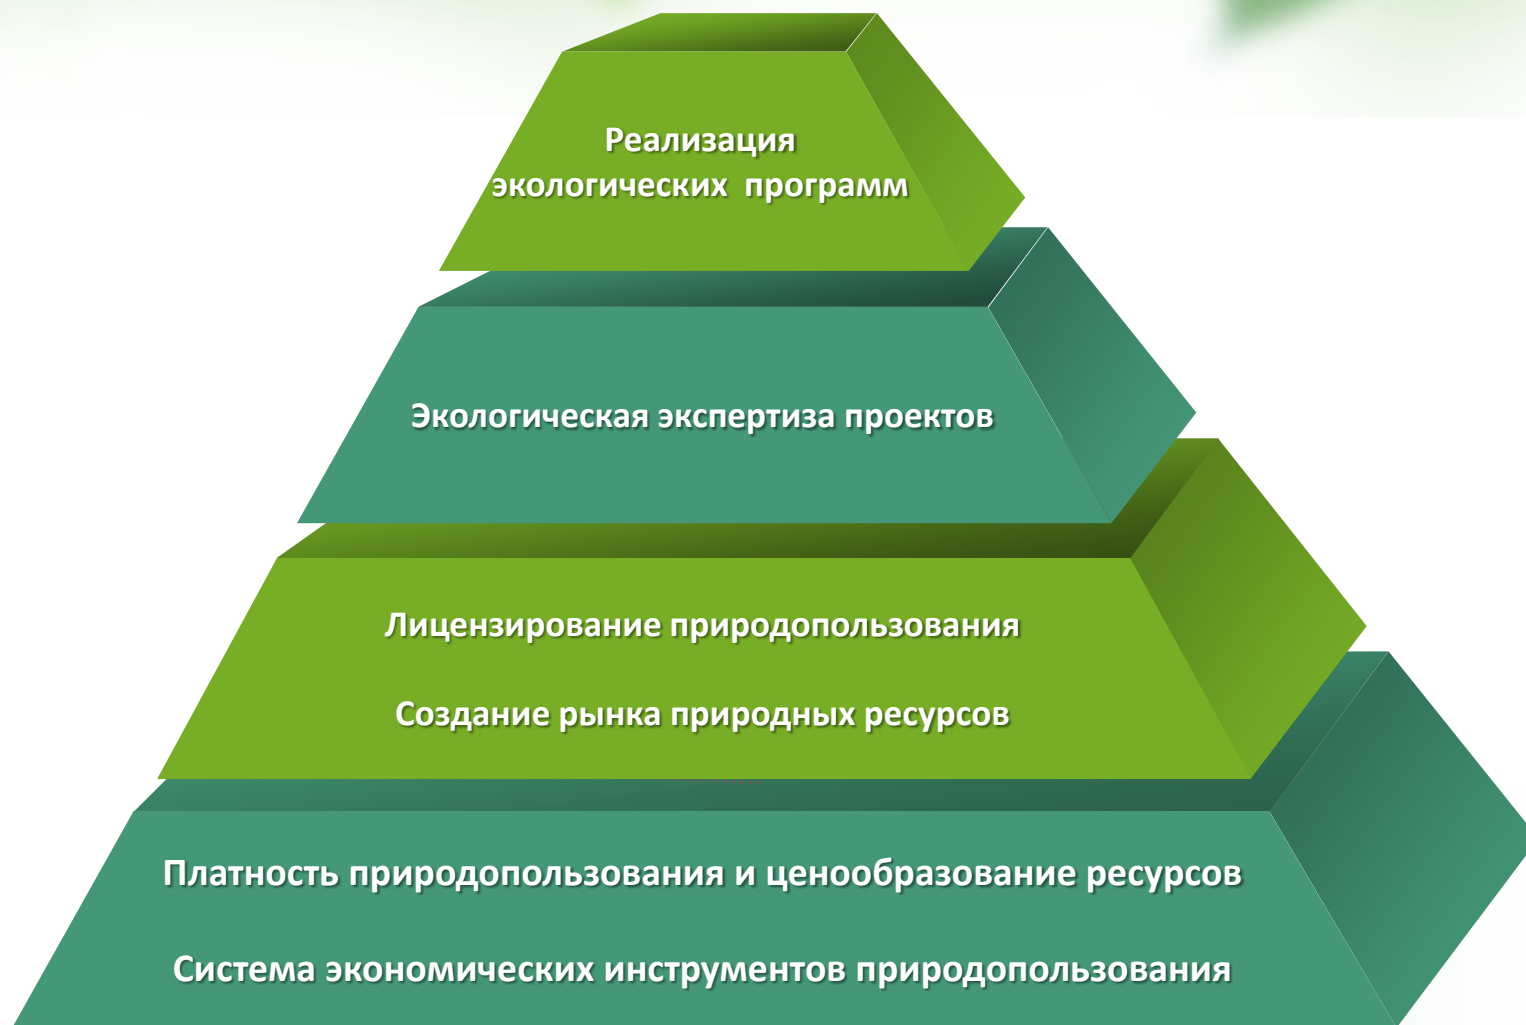 Реализация
экологических программ
Экологическая экспертиза проектов
Лицензирование природопользования
Создание рынка природных ресурсов
Платность природопользования и ценообразование ресурсов
Система экономических инструментов природопользования